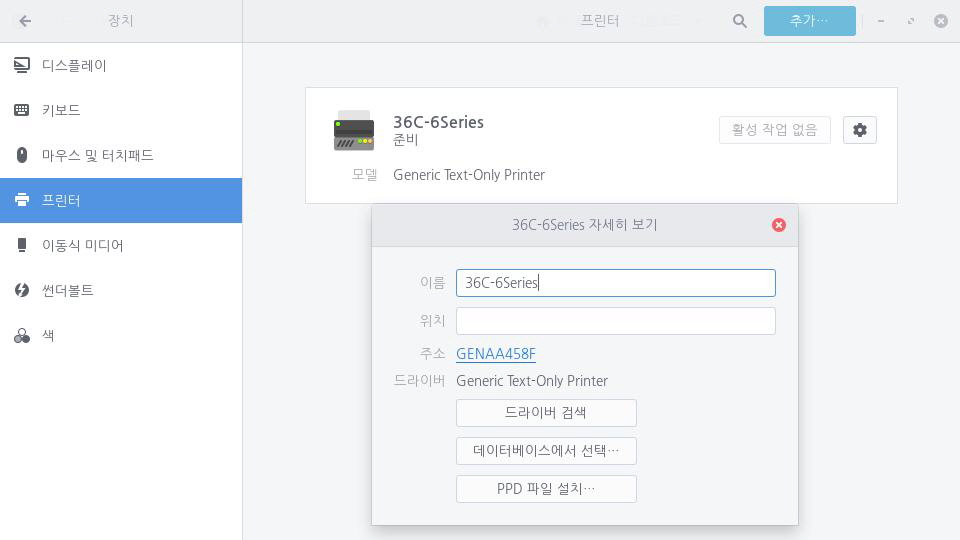 장치
프린터
추가…
디스플레이
키보드
마우스 및 터치패드
프린터
이동식 미디어
썬더볼트
색
36C-6Series
준비
활성 작업 없음
모델 Generic Text-Only Printer
36C-6Series 자세히 보기
이름 36C-6Series
위치
주소 GENAA458F
드라이버 Generic Text-Only Printer
드라이버 검색
데이터베이스에서 선택…
PPD 파일 설치…